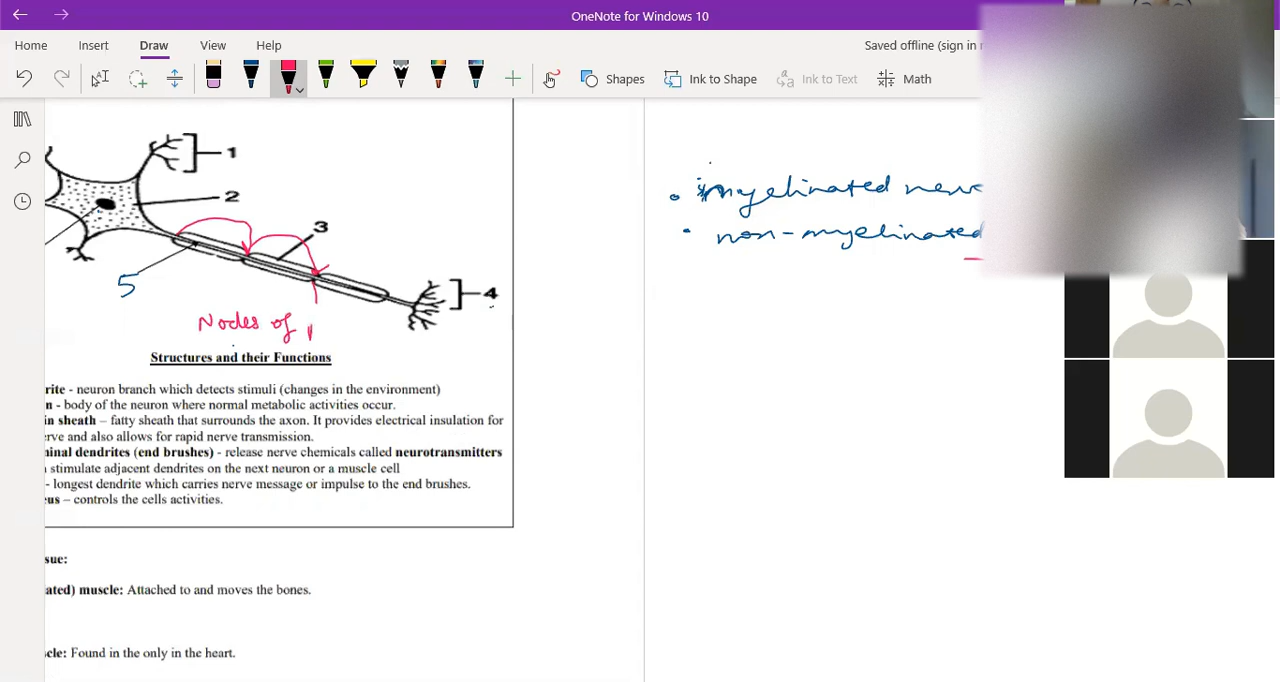 OneNote for Windows 10
Home Insert Draw View Help
Saved offline (sign in
Shapes Ink to Shape Ink to Text Math
1
2
3
4
5
Nodes of
Structures and their Functions
rite - neuron branch which detects stimuli (changes in the environment)
n - body of the neuron where normal metabolic activities occur.
in sheath – fatty sheath that surrounds the axon. It provides electrical insulation for
rve and also allows for rapid nerve transmission.
inal dendrites (end brushes) - release nerve chemicals called neurotransmitters
stimulate adjacent dendrites on the next neuron or a muscle cell
- longest dendrite which carries nerve message or impulse to the end brushes.
us – controls the cells activities.
sue:
ated) muscle: Attached to and moves the bones.
cle: Found in the only in the heart.
• myelinated neur
• non-myelinated